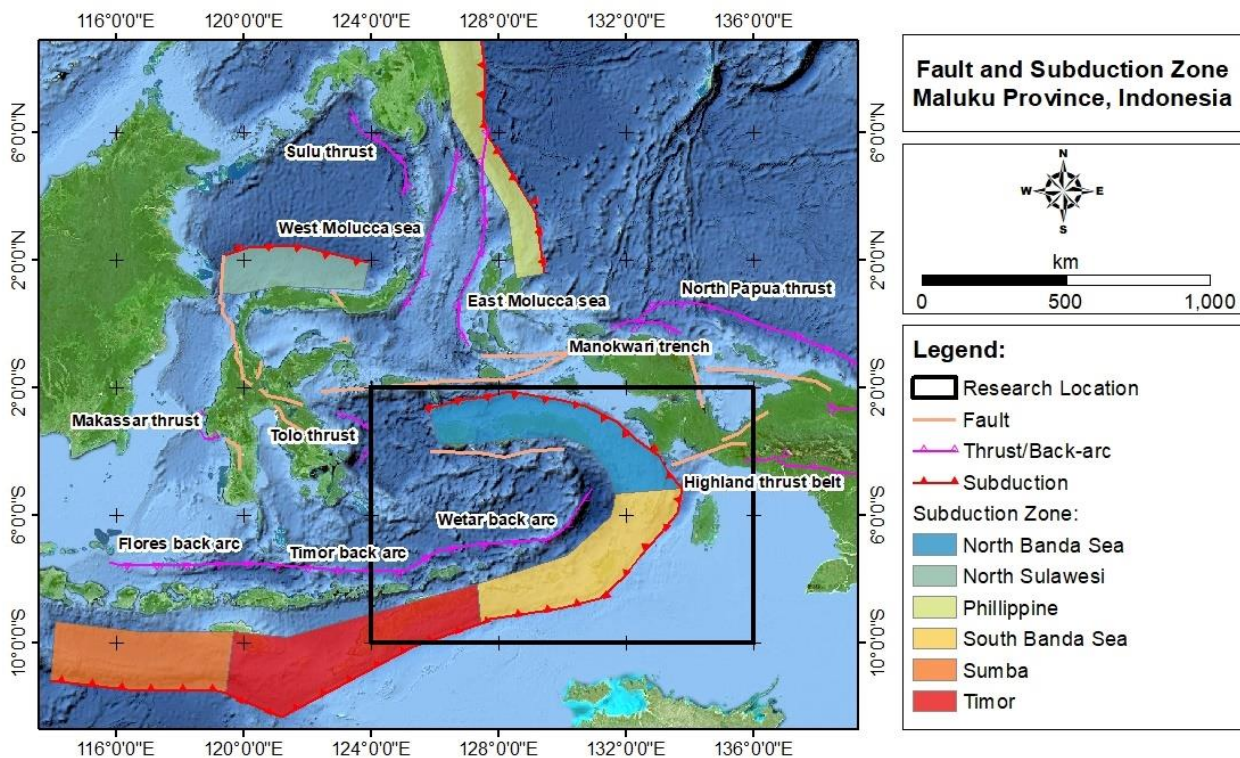 116°0'0"E
120°0'0"E
124°0'0"E
128°0'0"E
132°0'0"E
136°0'0"E
6°0'0"N
2°0'0"N
2°0'0"S
6°0'0"S
10°0'0"S
Sulu thrust
West Molucca sea
East Molucca sea
North Papua thrust
Manokwari trench
Makassar thrust
Tolo thrust
Highland thrust belt
Wetar back arc
Flores back arc
Timor back arc
6°0'0"N
2°0'0"N
2°0'0"S
6°0'0"S
10°0'0"S
116°0'0"E
120°0'0"E
124°0'0"E
128°0'0"E
132°0'0"E
136°0'0"E
Fault and Subduction Zone
Maluku Province, Indonesia
N
W
E
S
km
0
500
1,000
Legend:
Research Location
Fault
Thrust/Back-arc
Subduction
Subduction Zone:
North Banda Sea
North Sulawesi
Phillippine
South Banda Sea
Sumba
Timor